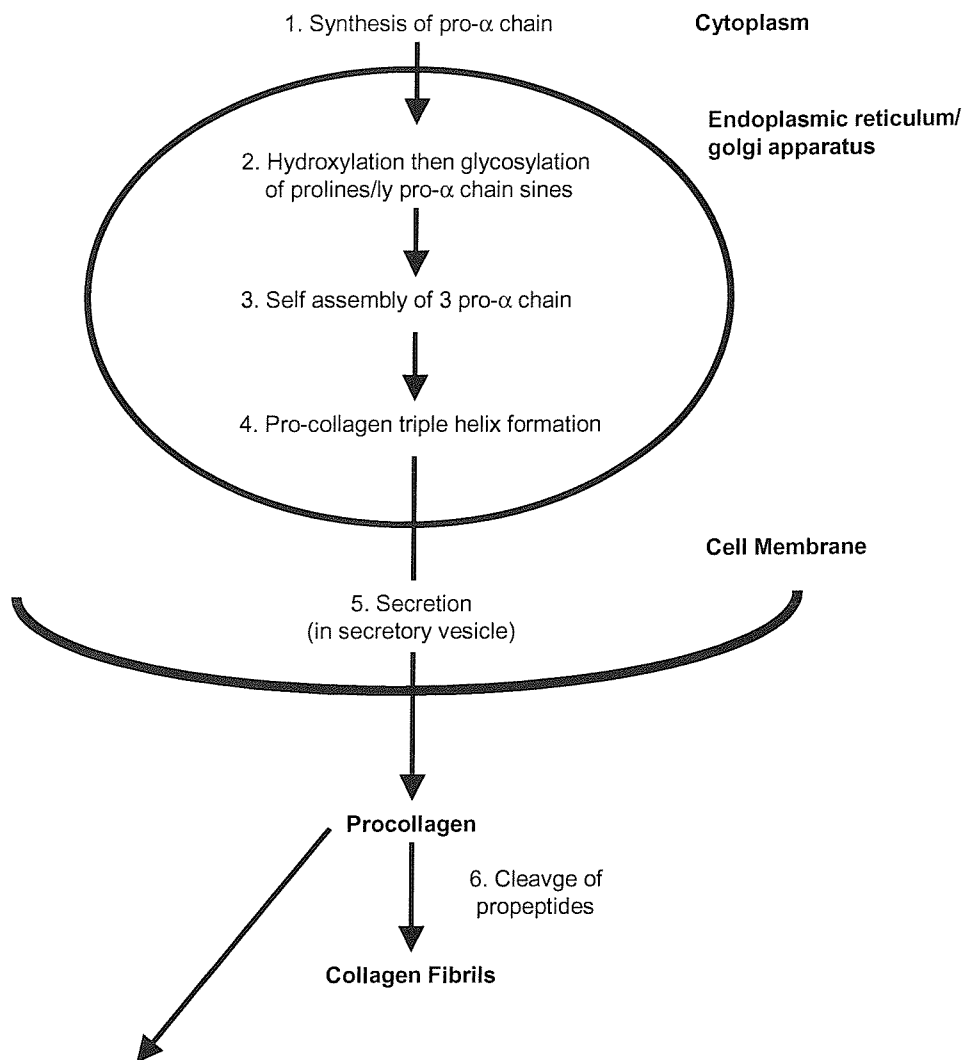 1. Synthesis of pro-α chain
Cytoplasm
Endoplasmic reticulum/
golgi apparatus
2. Hydroxylation then glycosylation
of prolines/ly pro-α chain sines
3. Self assembly of 3 pro-α chain
4. Pro-collagen triple helix formation
Cell Membrane
5. Secretion
(in secretory vesicle)
Procollagen
6. Cleavge of
propeptides
Collagen Fibrils